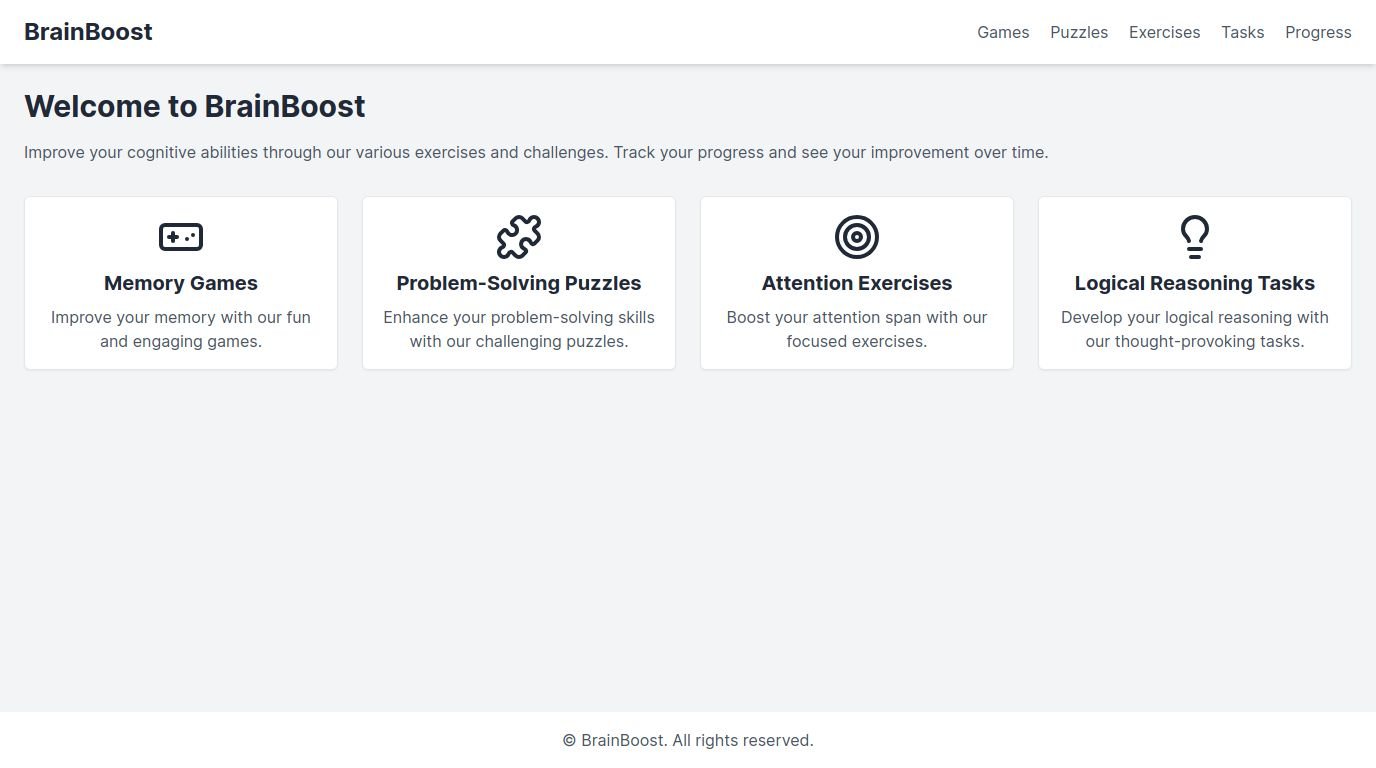 BrainBoost
Games Puzzles Exercises Tasks Progress
Welcome to BrainBoost
Improve your cognitive abilities through our various exercises and challenges. Track your progress and see your improvement over time.
Memory Games
Improve your memory with our fun
and engaging games.
Problem-Solving Puzzles
Enhance your problem-solving skills
with our challenging puzzles.
Attention Exercises
Boost your attention span with our
focused exercises.
Logical Reasoning Tasks
Develop your logical reasoning with
our thought-provoking tasks.
© BrainBoost. All rights reserved.